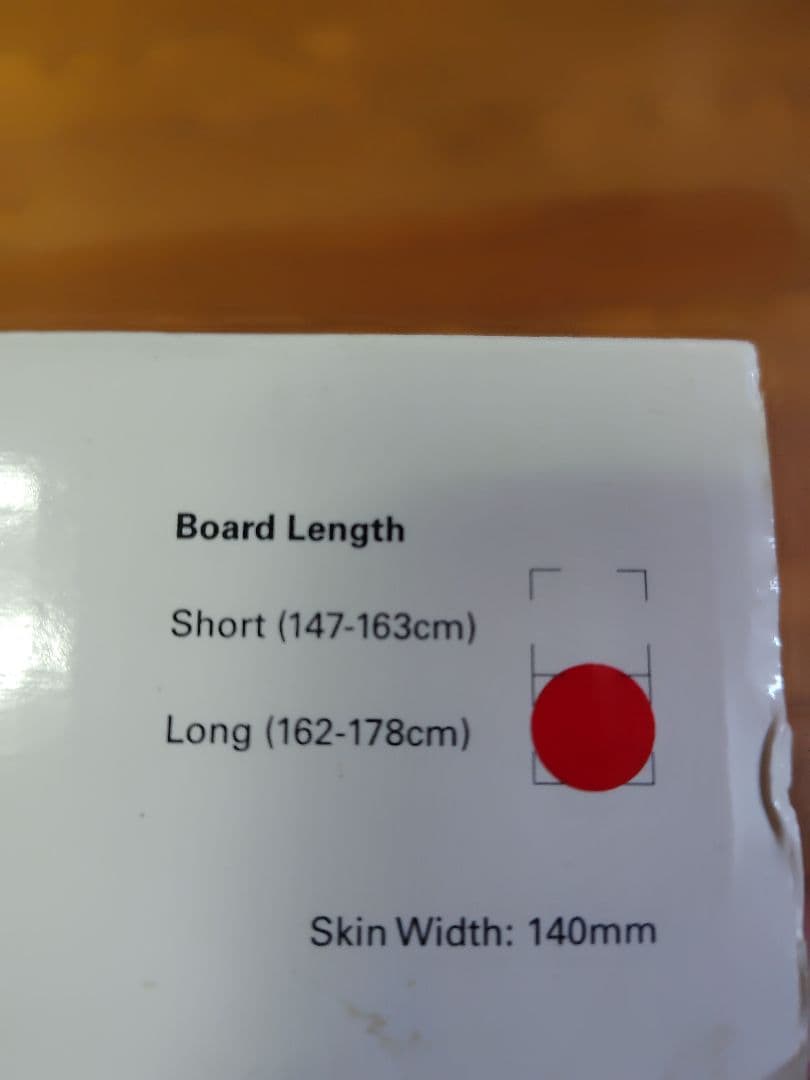 Board Length
Short (147-163cm)
Long (162-178cm)
Skin Width: 140mm